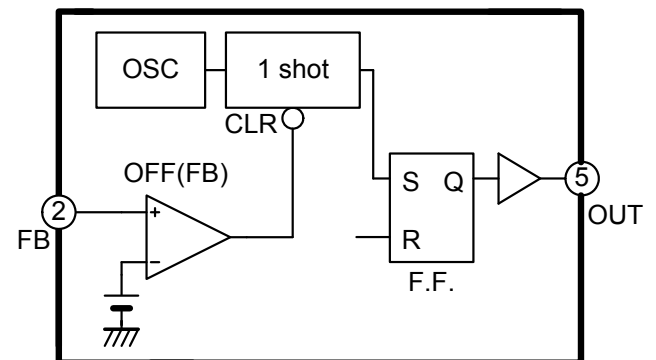 OSC
1 shot
CLR
OFF(FB)
2
+
−
FB
S Q
R
F.F.
5
OUT